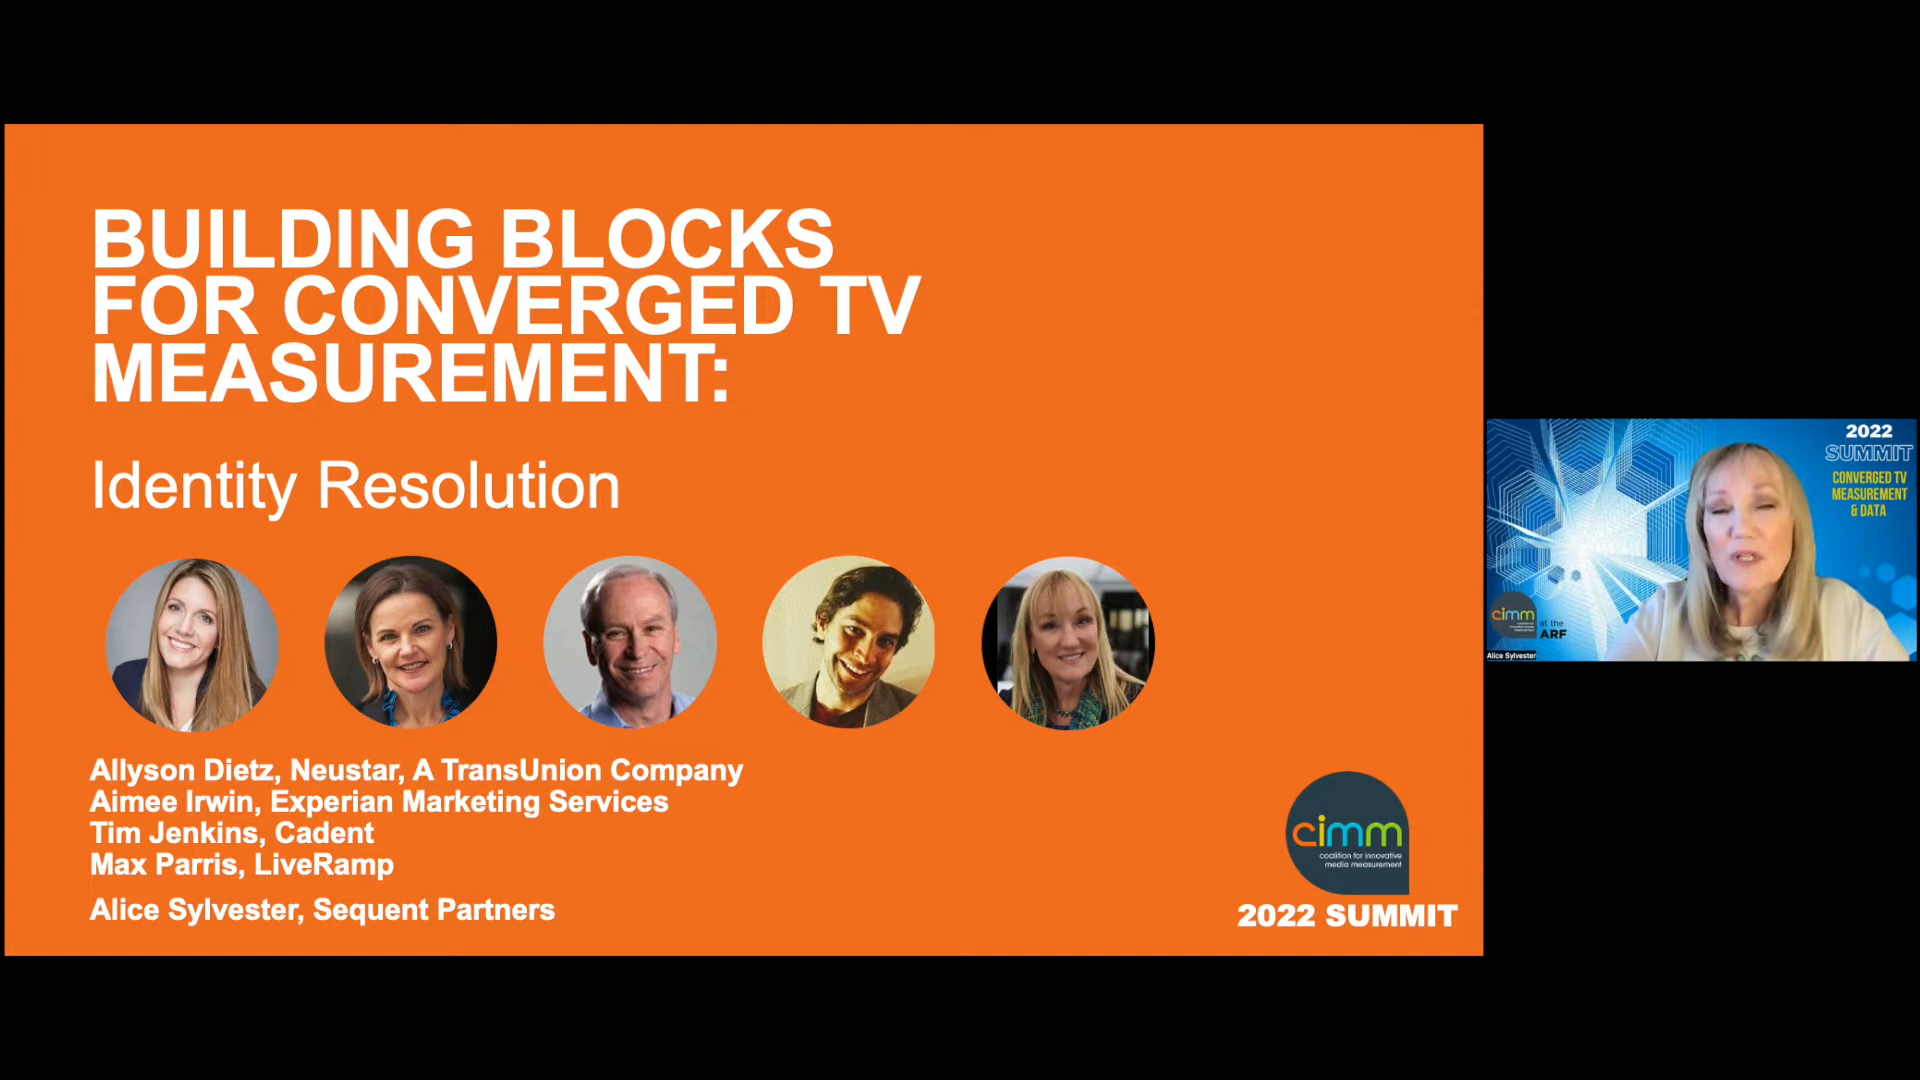 BUILDING BLOCKS
FOR CONVERGED TV
MEASUREMENT:
Identity Resolution
Allyson Dietz, Neustar, A TransUnion Company
Aimee Irwin, Experian Marketing Services
Tim Jenkins, Cadent
Max Parris, LiveRamp
Alice Sylvester, Sequent Partners
cimm
coalition for innovative
media measurement
2022 SUMMIT
2022
SUMMIT
CONVERGED TV
MEASUREMENT
& DATA
cimm
at the
ARF
Alice Sylvester